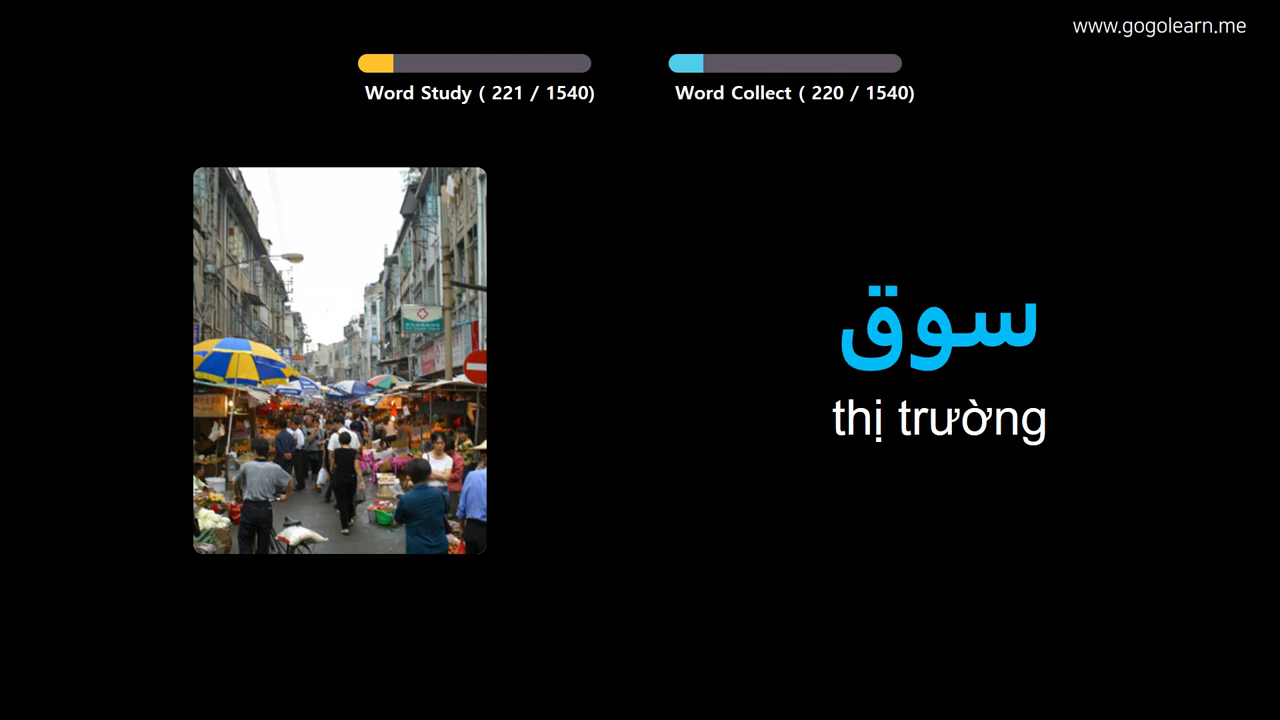 www.gogolearn.me
Word Study ( 221 / 1540)
Word Collect ( 220 / 1540)
سوق
thị trường